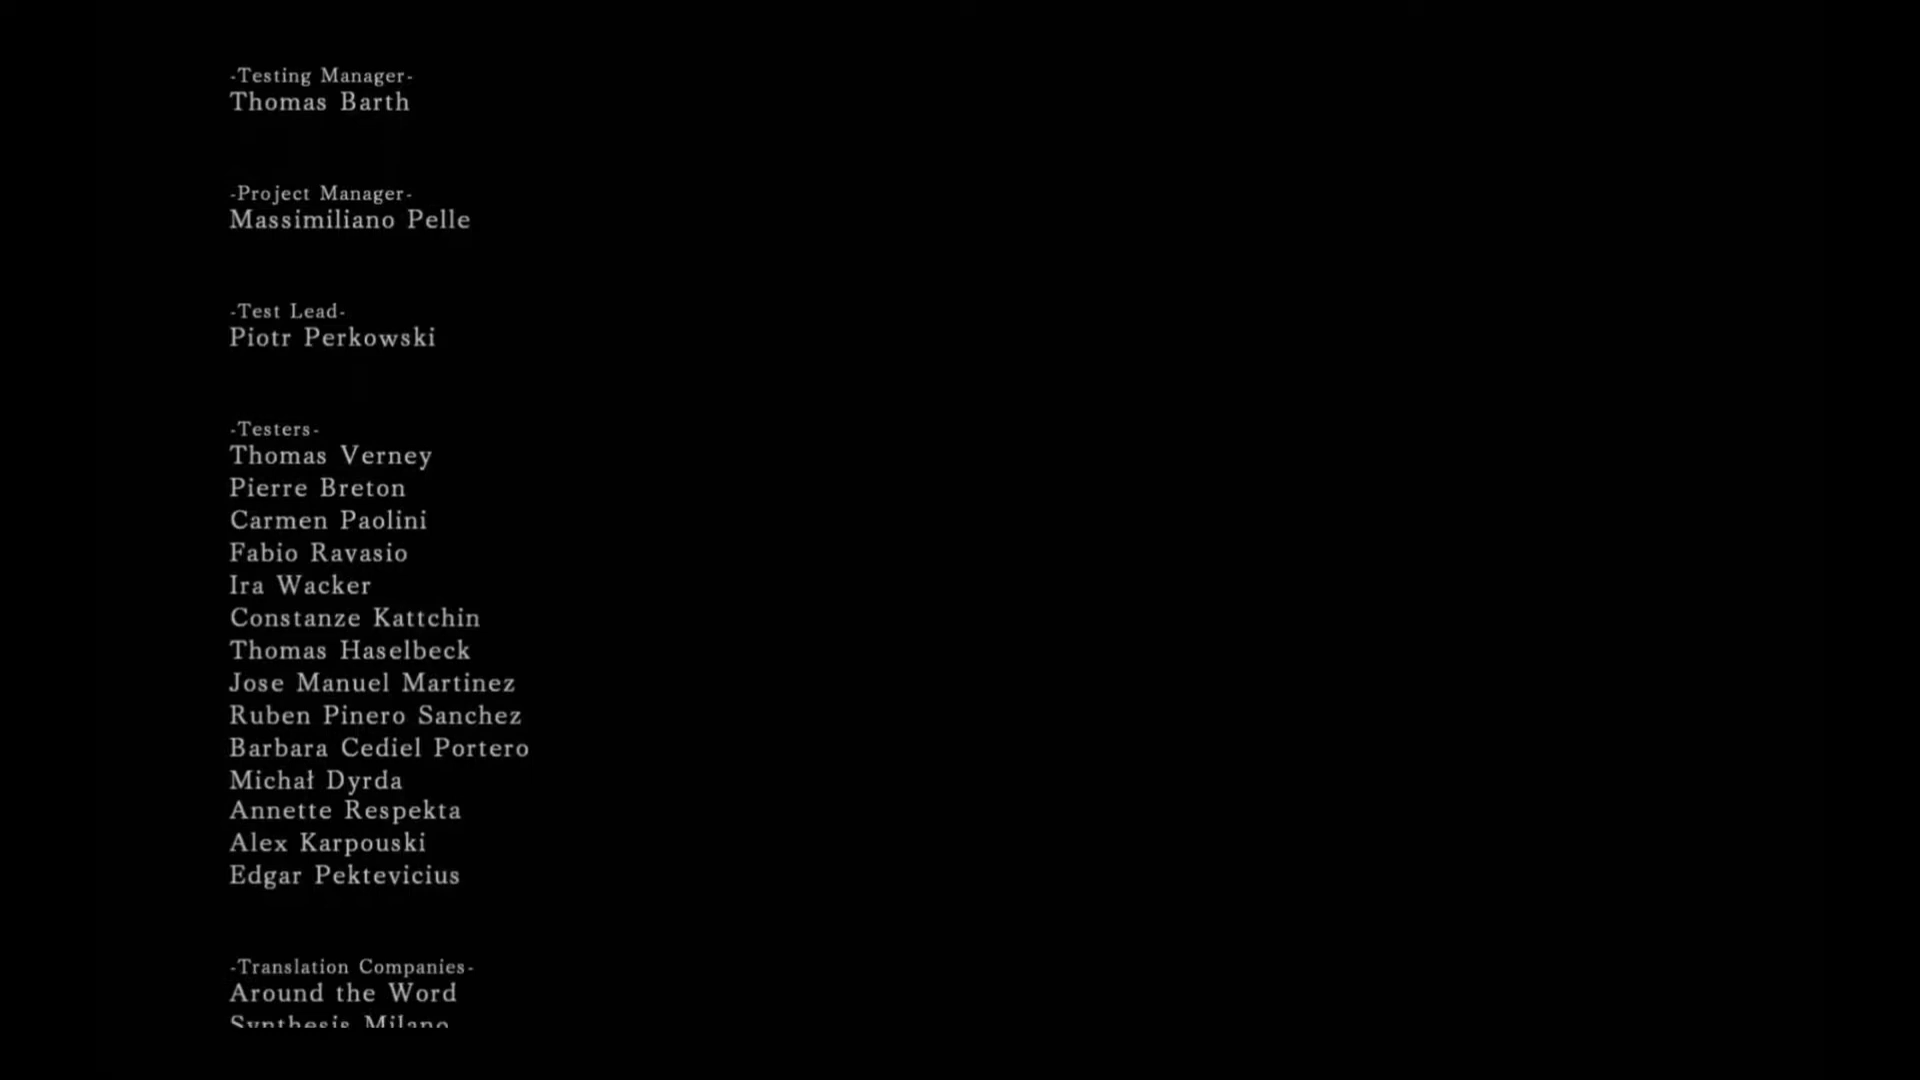 -Testing Manager-
Thomas Barth
-Project Manager-
Massimiliano Pelle
-Test Lead-
Piotr Perkowski
-Testers-
Thomas Verney
Pierre Breton
Carmen Paolini
Fabio Ravasio
Ira Wacker
Constanze Kattchin
Thomas Haselbeck
Jose Manuel Martinez
Ruben Pinero Sanchez
Barbara Cediel Portero
Michał Dyrda
Annette Respekta
Alex Karpouski
Edgar Pektevicius
-Translation Companies-
Around the Word
Synthesis Milano